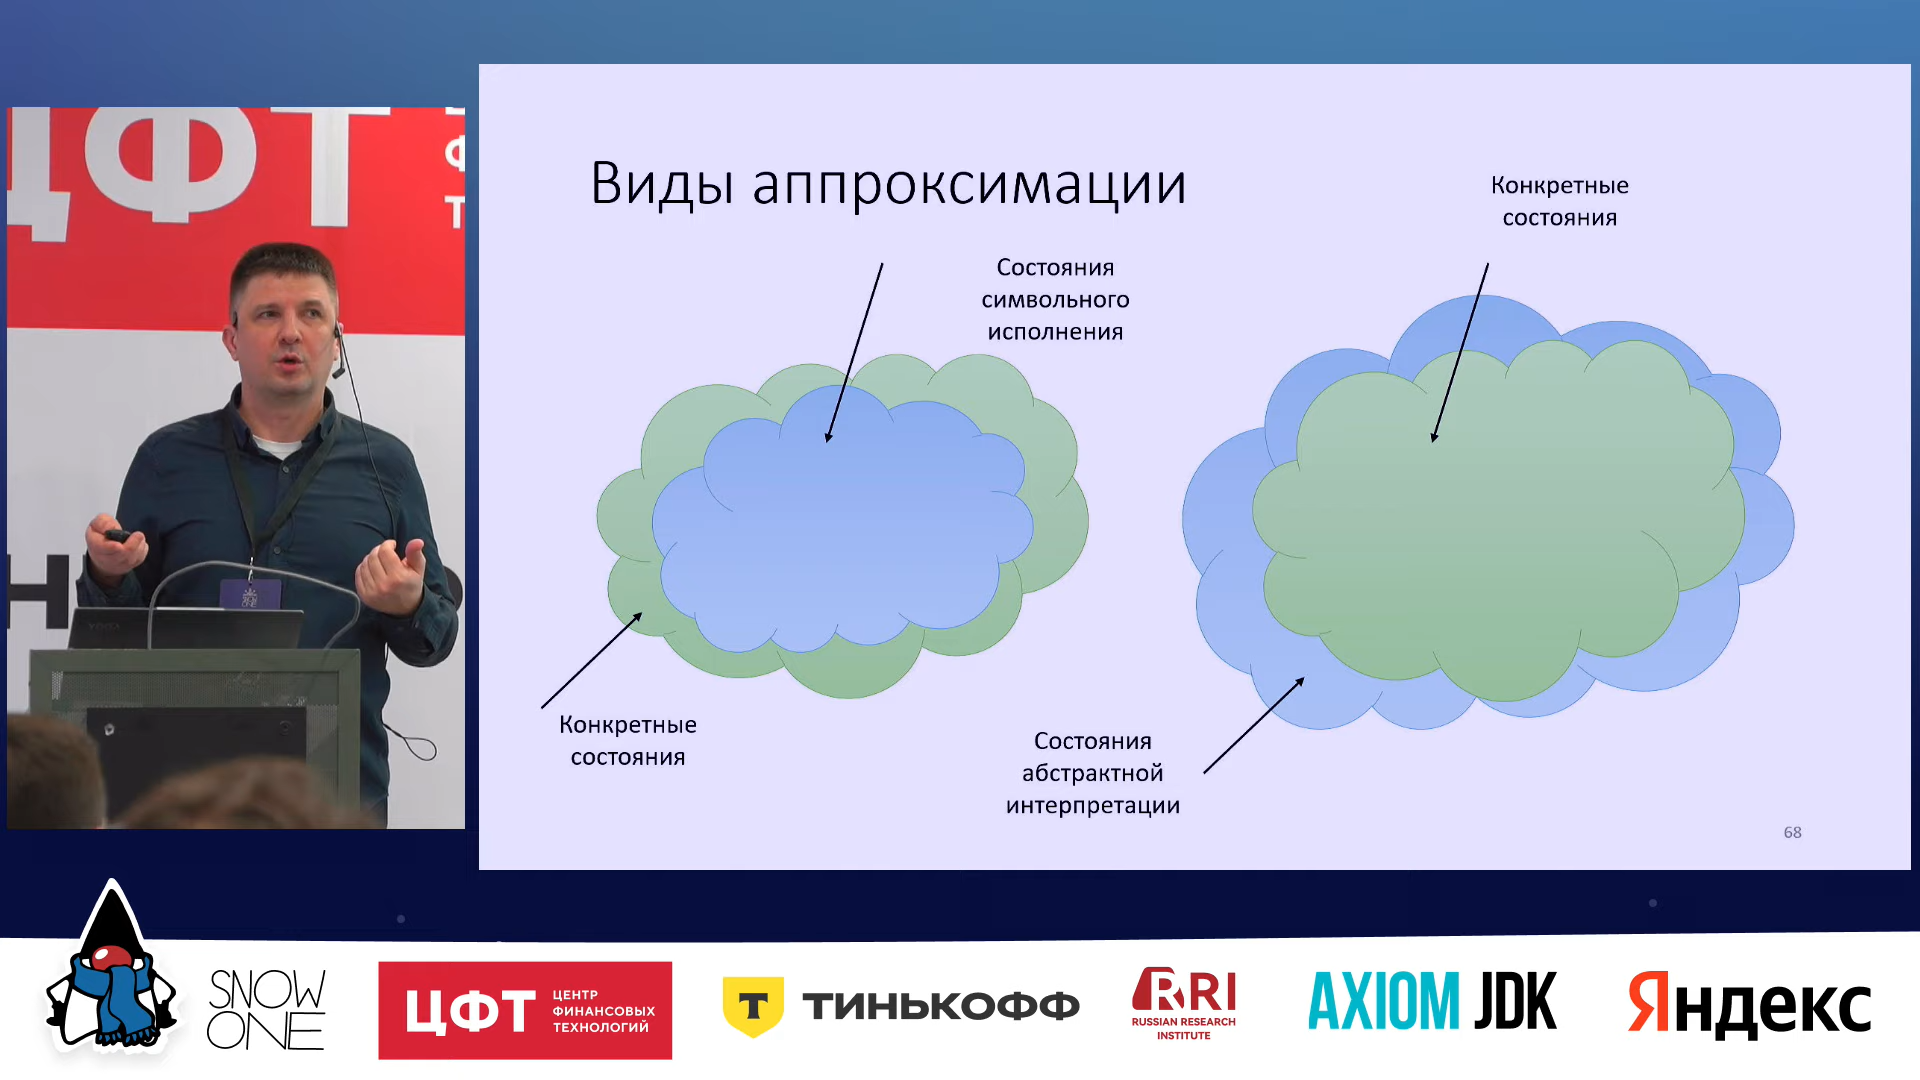 ЦФТ
Виды аппроксимации
Конкретные
состояния
Состояния
символьного
исполнения
Конкретные
состояния
Состояния
абстрактной
интерпретации
68
SNOW
ONE
ЦФТ
ЦЕНТР
ФИНАНСОВЫХ
ТЕХНОЛОГИЙ
Т ТИНЬКОФФ
RRI
RUSSIAN RESEARCH
INSTITUTE
AXIOM JDK
Яндекс